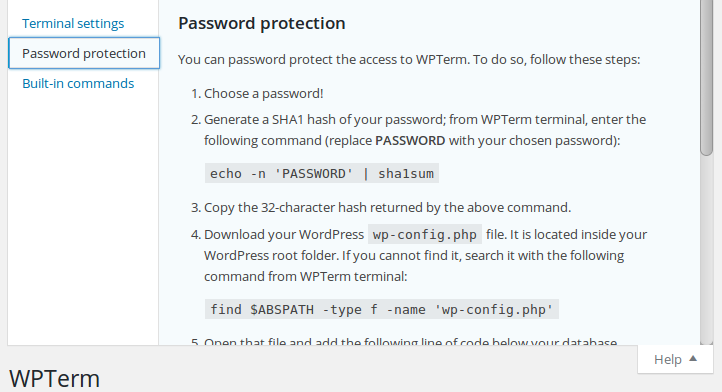 Terminal settings
Password protection
Built-in commands
Password protection
You can password protect the access to WPTerm. To do so, follow these steps:
1. Choose a password!
2. Generate a SHA1 hash of your password; from WPTerm terminal, enter the
following command (replace PASSWORD with your chosen password):
echo -n 'PASSWORD' | sha1sum
3. Copy the 32-character hash returned by the above command.
4. Download your WordPress wp-config.php file. It is located inside your
WordPress root folder. If you cannot find it, search it with the following
command from WPTerm terminal:
find $ABSPATH -type f -name 'wp-config.php'
5. Open that file and add the following line of code below your database
Help
WPTerm